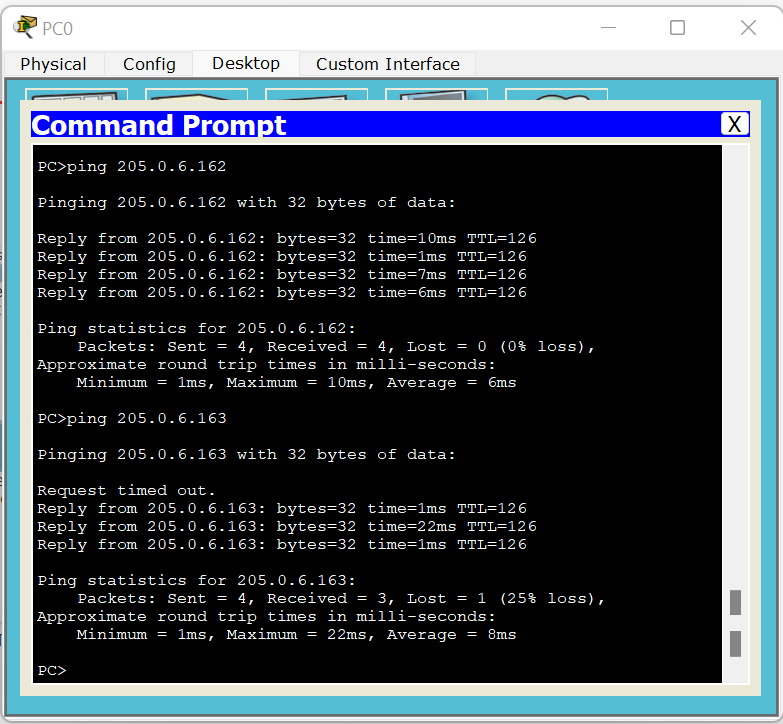 PC0
Physical Config Desktop Custom Interface
Command Prompt X
PC>ping 205.0.6.162
Pinging 205.0.6.162 with 32 bytes of data:
Reply from 205.0.6.162: bytes=32 time=10ms TTL=126
Reply from 205.0.6.162: bytes=32 time=1ms TTL=126
Reply from 205.0.6.162: bytes=32 time=7ms TTL=126
Reply from 205.0.6.162: bytes=32 time=6ms TTL=126
Ping statistics for 205.0.6.162:
Packets: Sent = 4, Received = 4, Lost = 0 (0% loss),
Approximate round trip times in milli-seconds:
Minimum = 1ms, Maximum = 10ms, Average = 6ms
PC>ping 205.0.6.163
Pinging 205.0.6.163 with 32 bytes of data:
Request timed out.
Reply from 205.0.6.163: bytes=32 time=1ms TTL=126
Reply from 205.0.6.163: bytes=32 time=22ms TTL=126
Reply from 205.0.6.163: bytes=32 time=1ms TTL=126
Ping statistics for 205.0.6.163:
Packets: Sent = 4, Received = 3, Lost = 1 (25% loss),
Approximate round trip times in milli-seconds:
Minimum = 1ms, Maximum = 22ms, Average = 8ms
PC>